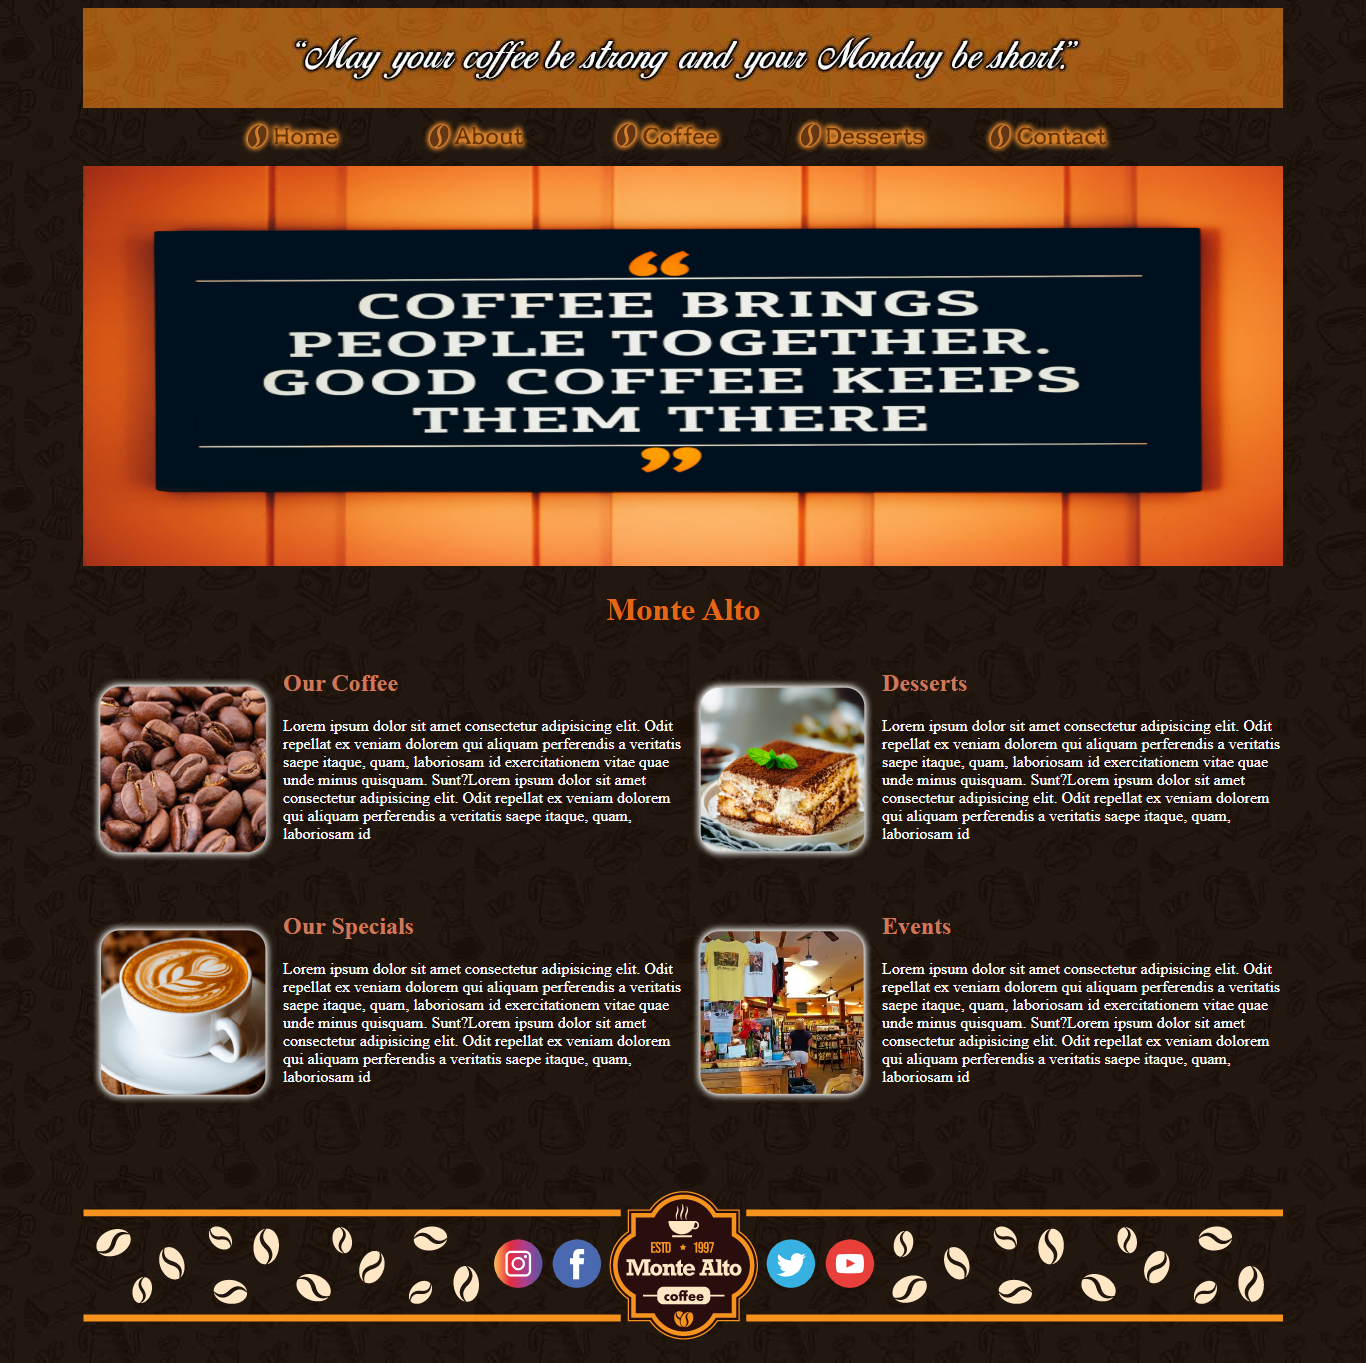 “May your coffee be strong and your Monday be short.”
Home About Coffee Desserts Contact
“
COFFEE BRINGS
PEOPLE TOGETHER.
GOOD COFFEE KEEPS
THEM THERE
”
Monte Alto
Our Coffee
Lorem ipsum dolor sit amet consectetur adipisicing elit. Odit
repellat ex veniam dolorem qui aliquam perferendis a veritatis
saepe itaque, quam, laboriosam id exercitationem vitae quae
unde minus quisquam. Sunt?Lorem ipsum dolor sit amet
consectetur adipisicing elit. Odit repellat ex veniam dolorem
qui aliquam perferendis a veritatis saepe itaque, quam,
laboriosam id
Desserts
Lorem ipsum dolor sit amet consectetur adipisicing elit. Odit
repellat ex veniam dolorem qui aliquam perferendis a veritatis
saepe itaque, quam, laboriosam id exercitationem vitae quae
unde minus quisquam. Sunt?Lorem ipsum dolor sit amet
consectetur adipisicing elit. Odit repellat ex veniam dolorem
qui aliquam perferendis a veritatis saepe itaque, quam,
laboriosam id
Our Specials
Lorem ipsum dolor sit amet consectetur adipisicing elit. Odit
repellat ex veniam dolorem qui aliquam perferendis a veritatis
saepe itaque, quam, laboriosam id exercitationem vitae quae
unde minus quisquam. Sunt?Lorem ipsum dolor sit amet
consectetur adipisicing elit. Odit repellat ex veniam dolorem
qui aliquam perferendis a veritatis saepe itaque, quam,
laboriosam id
Events
Lorem ipsum dolor sit amet consectetur adipisicing elit. Odit
repellat ex veniam dolorem qui aliquam perferendis a veritatis
saepe itaque, quam, laboriosam id exercitationem vitae quae
unde minus quisquam. Sunt?Lorem ipsum dolor sit amet
consectetur adipisicing elit. Odit repellat ex veniam dolorem
qui aliquam perferendis a veritatis saepe itaque, quam,
laboriosam id
ESTD ★ 1997
Monte Alto
coffee